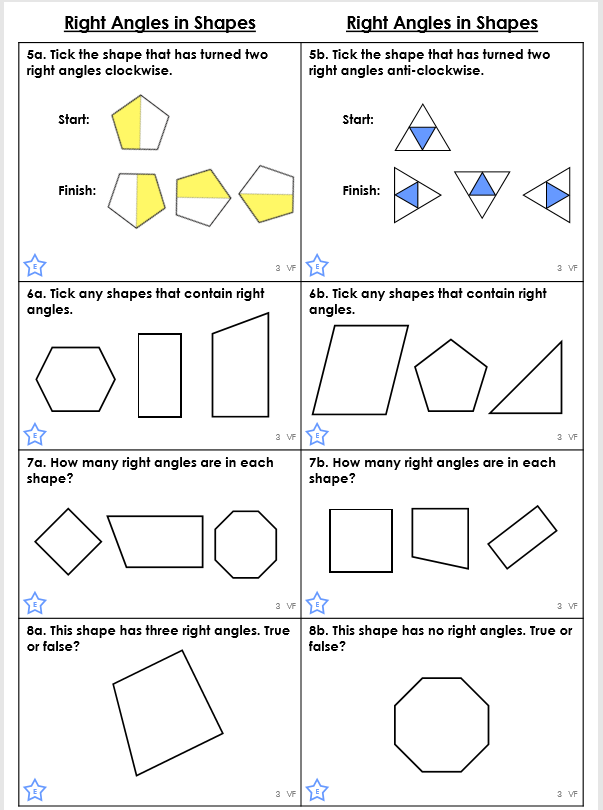 Right Angles in Shapes
Right Angles in Shapes
5a. Tick the shape that has turned two
right angles clockwise.
Start:
Finish:
E
3 VF
5b. Tick the shape that has turned two
right angles anti-clockwise.
Start:
Finish:
E
3 VF
6a. Tick any shapes that contain right
angles.
E
3 VF
6b. Tick any shapes that contain right
angles.
E
3 VF
7a. How many right angles are in each
shape?
E
3 VF
7b. How many right angles are in each
shape?
E
3 VF
8a. This shape has three right angles. True
or false?
E
3 VF
8b. This shape has no right angles. True or
false?
E
3 VF